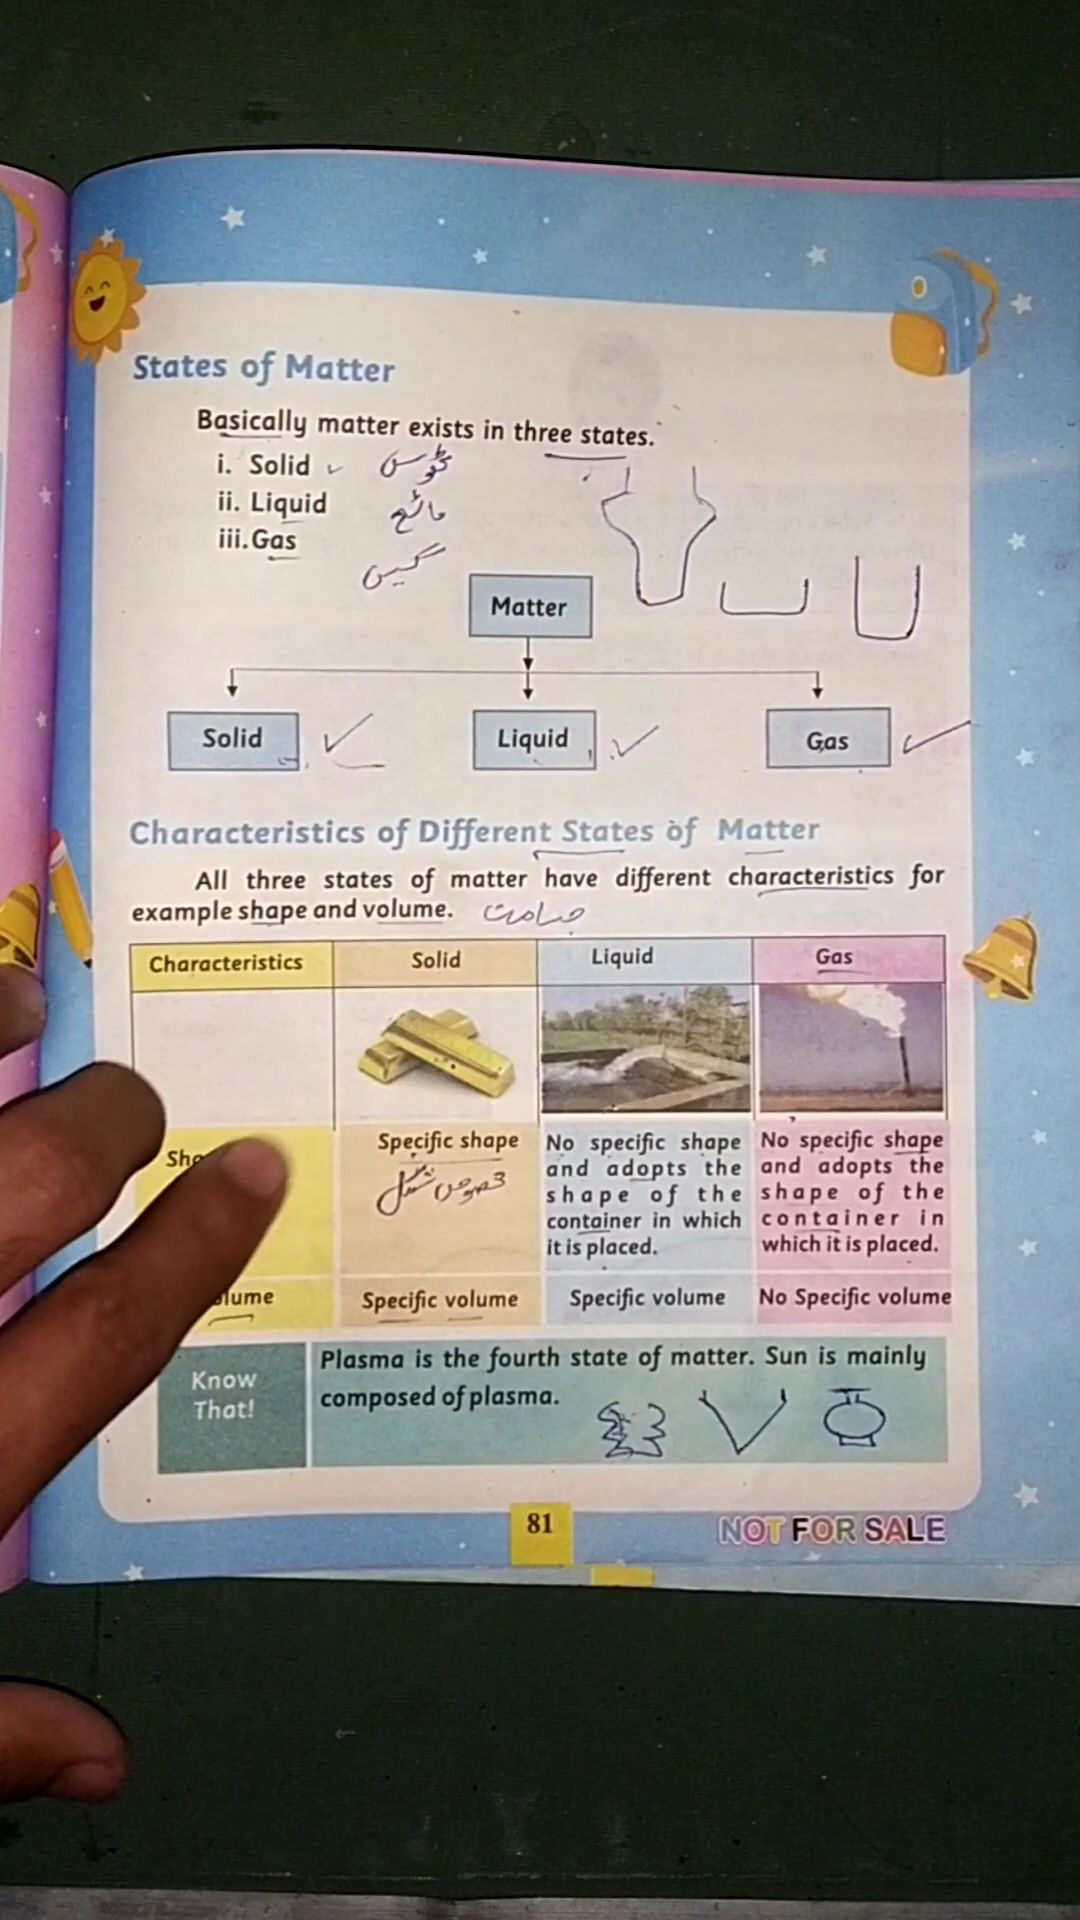 States of Matter
Basically matter exists in three states.
i. Solid ٹھوس
ii. Liquid مائع
iii. Gas گیس
Matter
Solid Liquid Gas
Characteristics of Different States of Matter
All three states of matter have different characteristics for
example shape and volume. جسامت
Characteristics Solid Liquid Gas
Specific shape
مخصوص شکل
No specific shape
and adopts the
shape of the
container in which
it is placed.
No specific shape
and adopts the
shape of the
container in
which it is placed.
Specific volume Specific volume No Specific volume
Know
That!
Plasma is the fourth state of matter. Sun is mainly
composed of plasma.
81
NOT FOR SALE